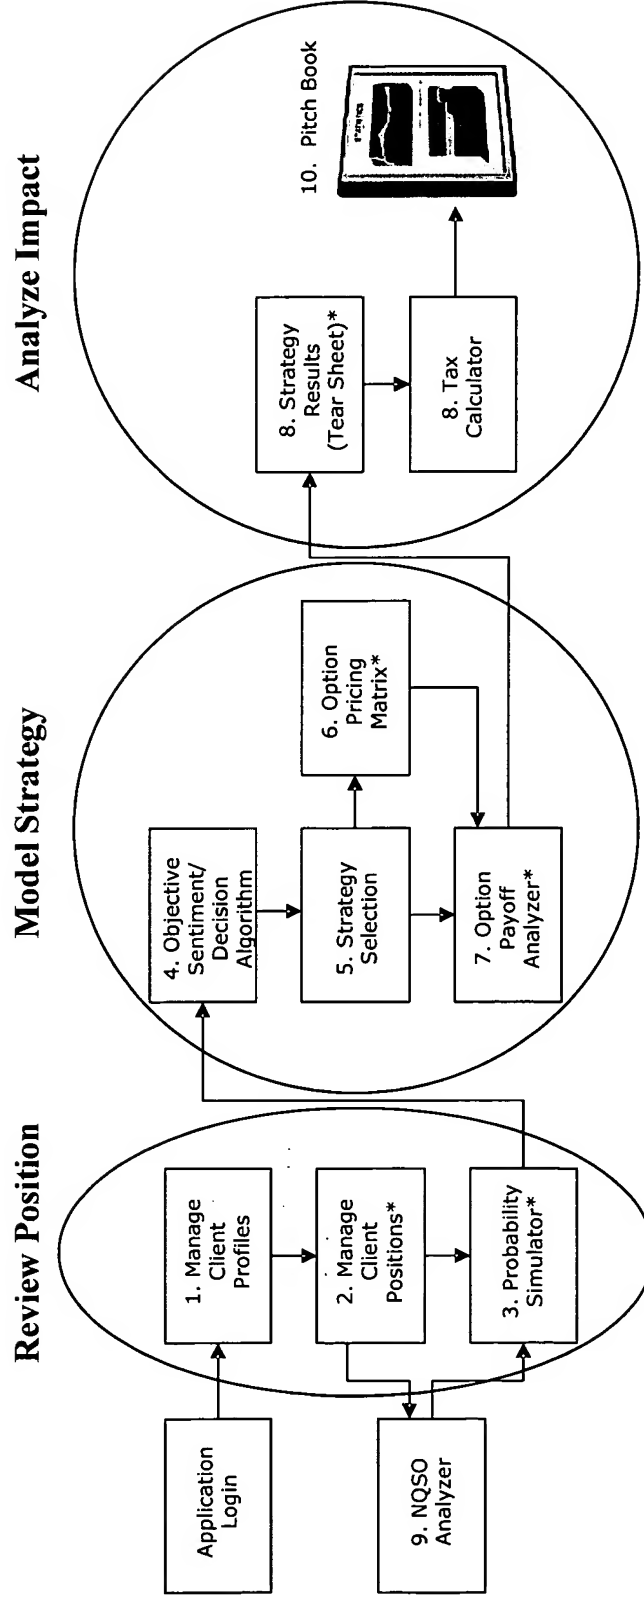 Review Position
Model Strategy
Analyze Impact
Application
Login
1. Manage
Client
Profiles
2. Manage
Client
Positions*
9. NQSO
Analyzer
3. Probability
Simulator*
4. Objective
Sentiment/
Decision
Algorithm
5. Strategy
Selection
6. Option
Pricing
Matrix*
7. Option
Payoff
Analyzer*
8. Strategy
Results
(Tear Sheet)*
8. Tax
Calculator
10. Pitch Book